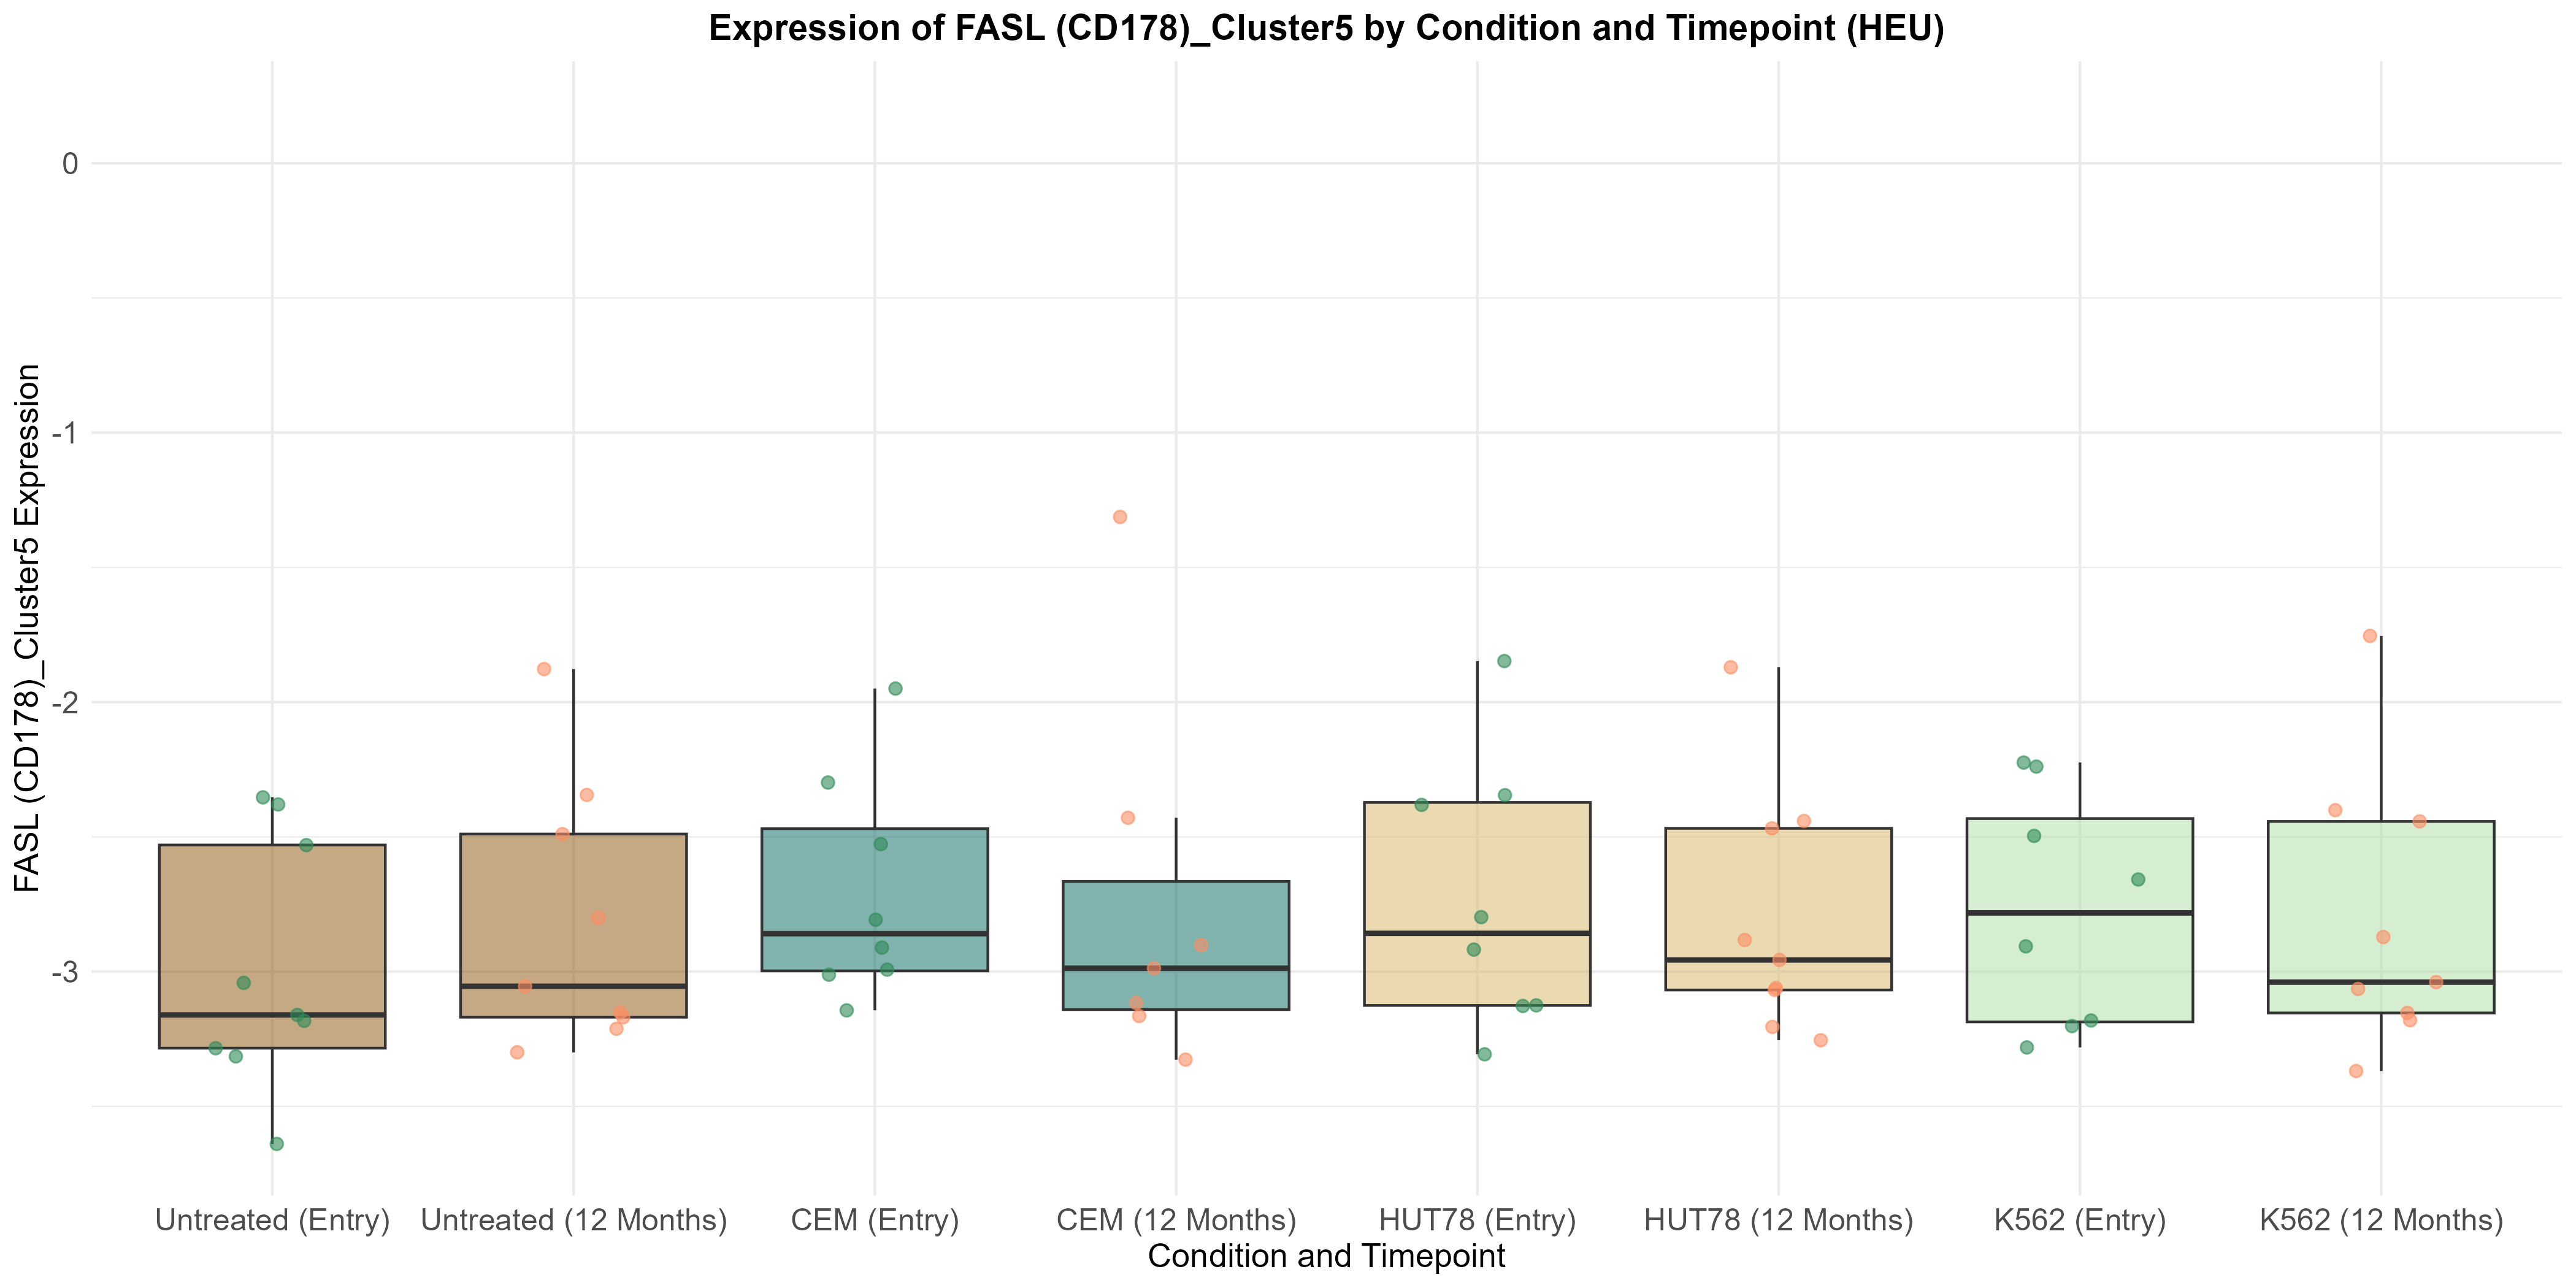 Expression of FASL (CD178)_Cluster5 by Condition and Timepoint (HEU)
FASL (CD178)_Cluster5 Expression
0
-1
-2
-3
Untreated (Entry) Untreated (12 Months) CEM (Entry) CEM (12 Months) HUT78 (Entry) HUT78 (12 Months) K562 (Entry) K562 (12 Months)
Condition and Timepoint